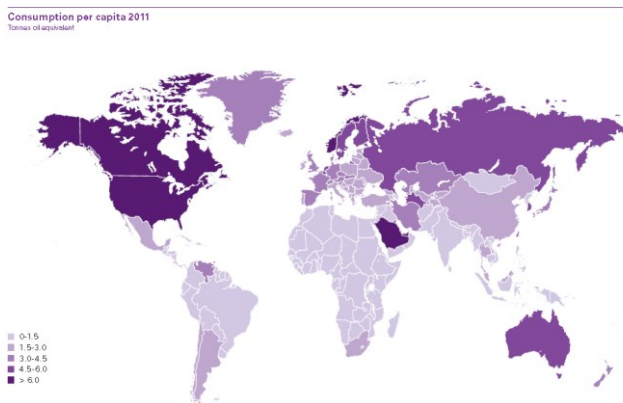 Consumption per capita 2011
Tonnes oil equivalent
0-1.5
1.5-3.0
3.0-4.5
4.5-6.0
> 6.0